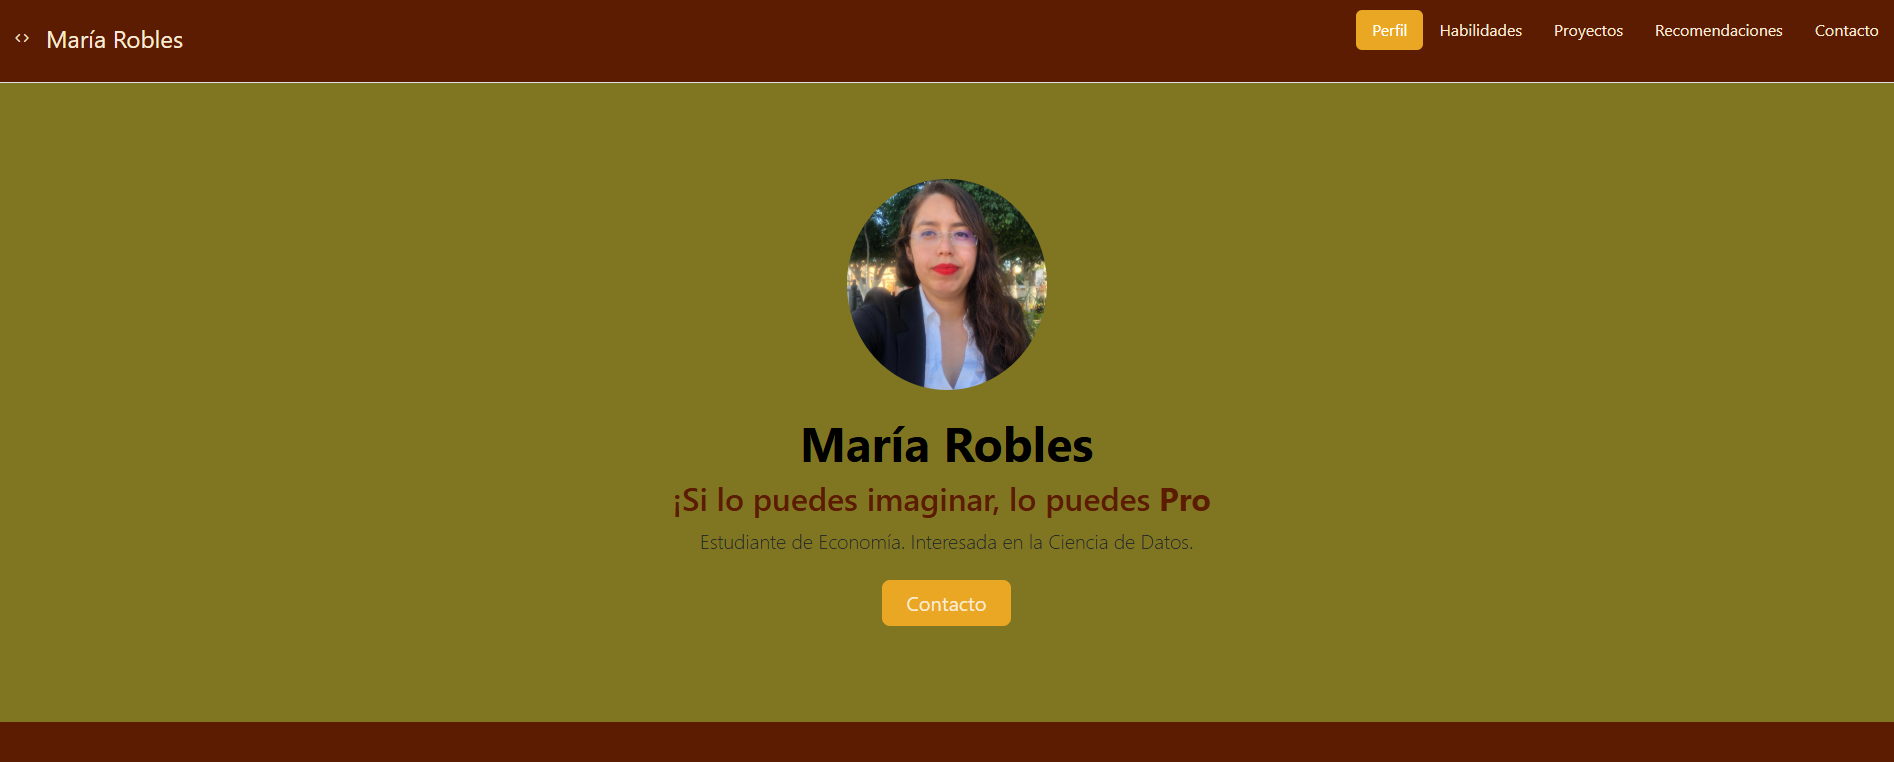 <> María Robles
Perfil Habilidades Proyectos Recomendaciones Contacto
María Robles
¡Si lo puedes imaginar, lo puedes Pro
Estudiante de Economía. Interesada en la Ciencia de Datos.
Contacto